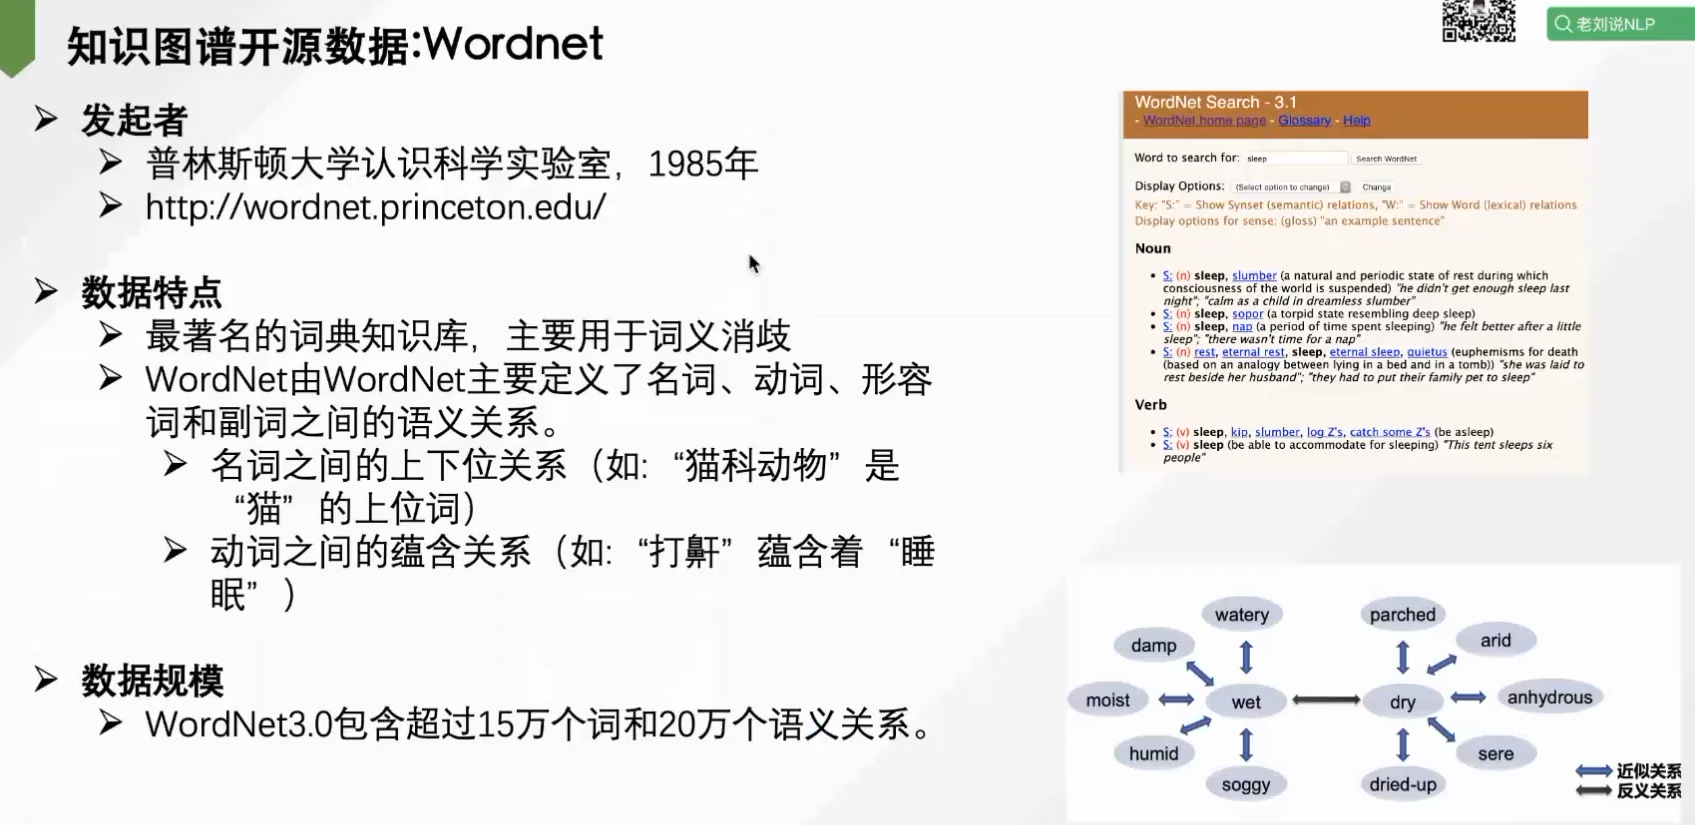 知识图谱开源数据:Wordnet
老刘说NLP
发起者
普林斯顿大学认识科学实验室，1985年
http://wordnet.princeton.edu/
数据特点
最著名的词典知识库，主要用于词义消歧
WordNet由WordNet主要定义了名词、动词、形容
词和副词之间的语义关系。
名词之间的上下位关系（如:“猫科动物”是
“猫”的上位词）
动词之间的蕴含关系（如:“打鼾”蕴含着“睡
眠”）
数据规模
WordNet3.0包含超过15万个词和20万个语义关系。
WordNet Search - 3.1
- WordNet home page - Glossary - Help
Word to search for: sleep Search WordNet
Display Options: (Select option to change) Change
Key: "S:" = Show Synset (semantic) relations, "W:" = Show Word (lexical) relations
Display options for sense: (gloss) "an example sentence"
Noun
S: (n) sleep, slumber (a natural and periodic state of rest during which
consciousness of the world is suspended) "he didn't get enough sleep last
night"; "calm as a child in dreamless slumber"
S: (n) sleep, sopor (a torpid state resembling deep sleep)
S: (n) sleep, nap (a period of time spent sleeping) "he felt better after a little
sleep"; "there wasn't time for a nap"
S: (n) rest, eternal rest, sleep, eternal sleep, quietus (euphemisms for death
(based on an analogy between lying in a bed and in a tomb)) "she was laid to
rest beside her husband"; "they had to put their family pet to sleep"
Verb
S: (v) sleep, kip, slumber, log Z's, catch some Z's (be asleep)
S: (v) sleep (be able to accommodate for sleeping) "This tent sleeps six
people"
watery
parched
damp
arid
moist
wet
dry
anhydrous
humid
sere
soggy
dried-up
近似关系
反义关系